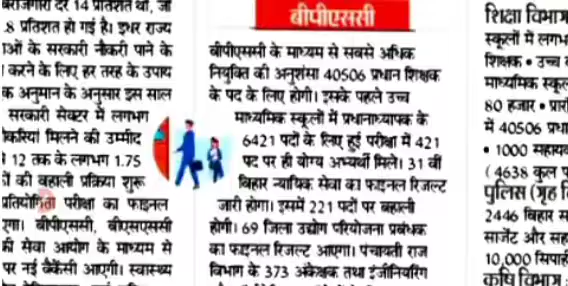 बेरोजगारी दर 14 प्रतिशत था, जो
.8 प्रतिशत हो गई है। इधर राज्य
ाओं के सरकारी नौकरी पाने के
करने के लिए हर तरह के उपाय
क अनुमान के अनुसार इस साल
सरकारी सेक्टर में लगभग
नौकरियां मिलने की उम्मीद
12 तक के लगभग 1.75
ों की बहाली प्रक्रिया शुरू
प्रतियोगिता परीक्षा का फाइनल
एगा। बीपीएससी, बीएसएससी
की सेवा आयोग के माध्यम से
पर नई वैकेंसी आएगी। स्वास्थ्य
बीपीएससी
बीपीएससी के माध्यम से सबसे अधिक
नियुक्ति की अनुशंसा 40506 प्रधान शिक्षक
के पद के लिए होगी। इसके पहले उच्च
माध्यमिक स्कूलों में प्रधानाध्यापक के
6421 पदों के लिए हुई परीक्षा में 421
पद पर ही योग्य अभ्यर्थी मिले। 31 वीं
बिहार न्यायिक सेवा का फाइनल रिजल्ट
जारी होगा। इसमें 221 पदों पर बहाली
होगी। 69 जिला उद्योग परियोजना प्रबंधक
का फाइनल रिजल्ट आएगा। पंचायती राज
विभाग के 373 अंकेक्षक तथा इंजीनियरिंग
शिक्षा विभाग
स्कूलों में लगभ
शिक्षक • उच्च
माध्यमिक स्कूल
80 हजार • प्रा
में 40506 प्रधा
• 1000 सहायक
( 4638 कुल प
पुलिस (गृह वि
2446 बिहार स
सार्जेंट और सह
10,000 सिपाही
कृषि विभाग :